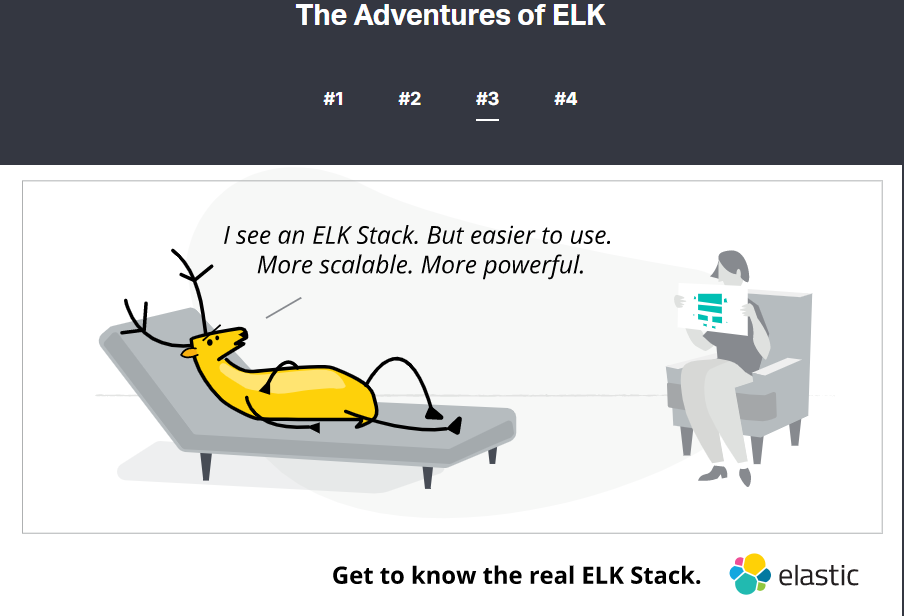 The Adventures of ELK
#1 #2 #3 #4
I see an ELK Stack. But easier to use.
More scalable. More powerful.
Get to know the real ELK Stack. elastic